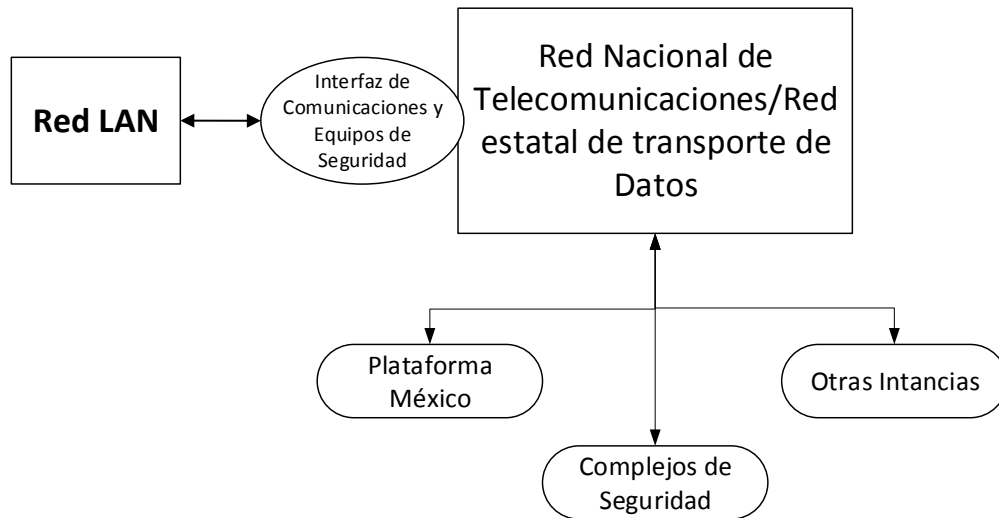 Red LAN
Interfaz de
Comunicaciones y
Equipos de
Seguridad
Red Nacional de
Telecomunicaciones/Red
estatal de transporte de
Datos
Plataforma
México
Complejos de
Seguridad
Otras Intancias